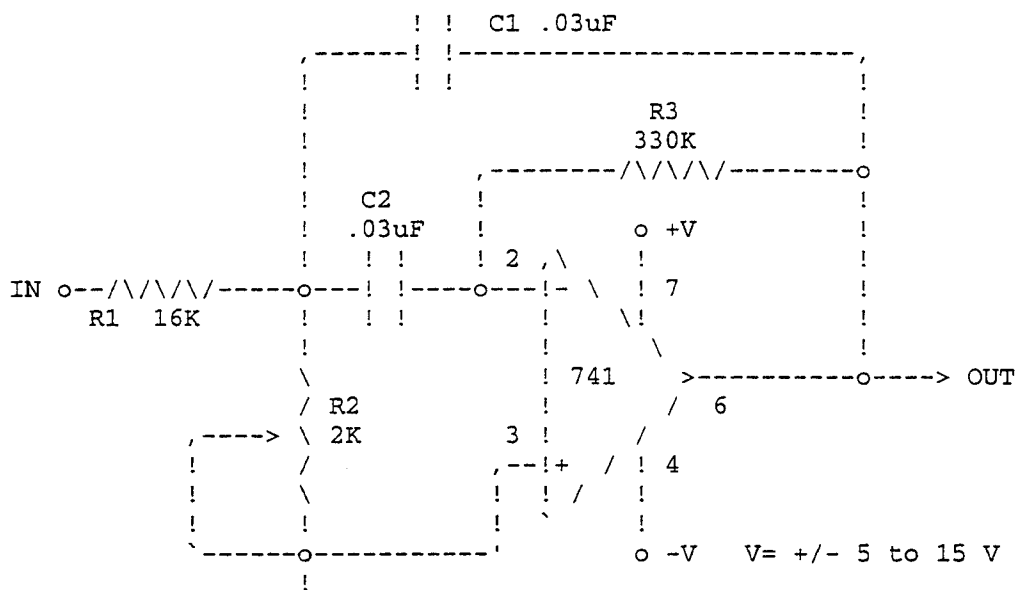 C1 .03uF
R3
330K
C2
.03uF
+V
2
IN
7
R1 16K
741
OUT
R2
6
2K
3
+
4
-V V= +/- 5 to 15 V